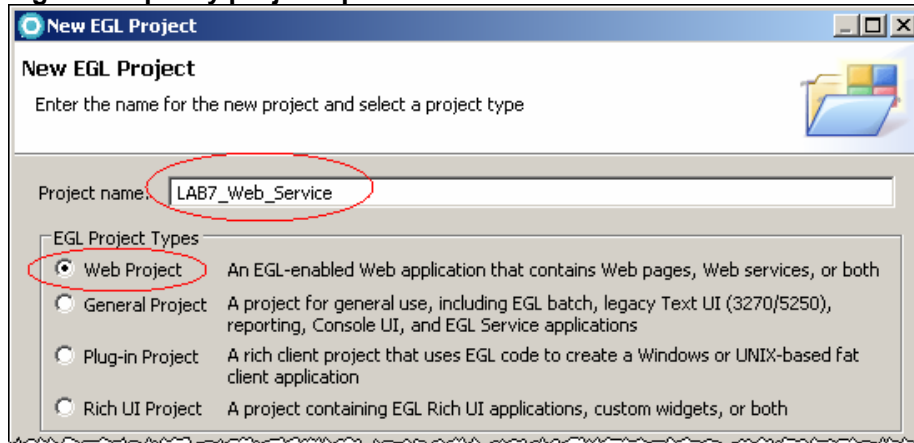 New EGL Project
New EGL Project
Enter the name for the new project and select a project type
Project name: LAB7_Web_Service
EGL Project Types
Web Project An EGL-enabled Web application that contains Web pages, Web services, or both
General Project A project for general use, including EGL batch, legacy Text UI (3270/5250),
reporting, Console UI, and EGL Service applications
Plug-in Project A rich client project that uses EGL code to create a Windows or UNIX-based fat
client application
Rich UI Project A project containing EGL Rich UI applications, custom widgets, or both